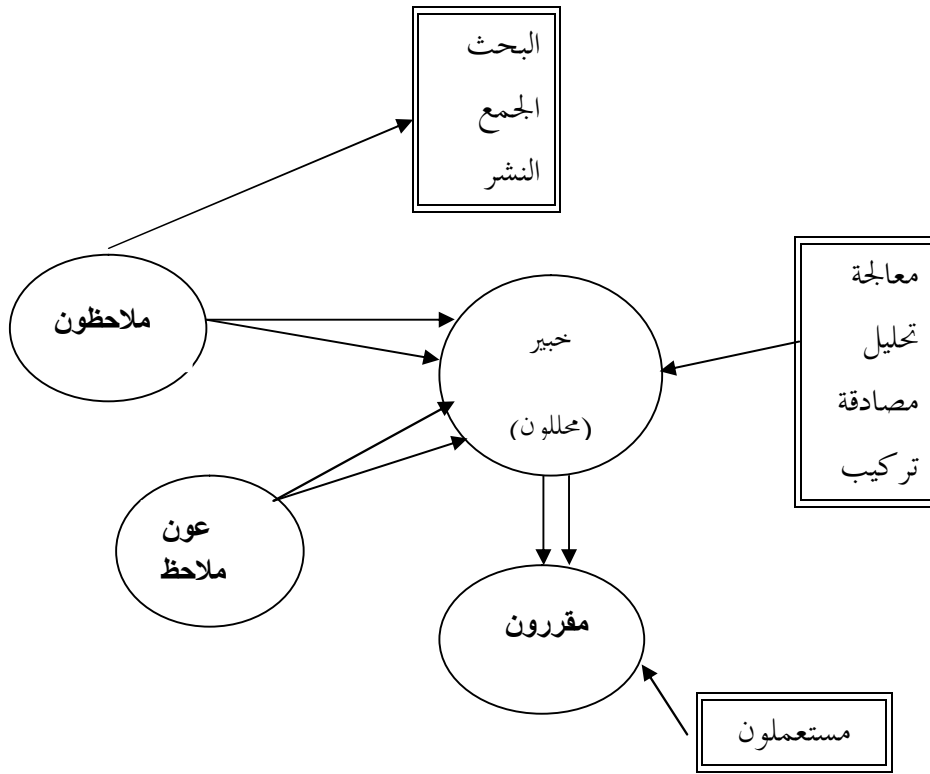 البحث
الجمع
النشر
معالجة
تحليل
مصادقة
تركيب
ملاحظون
خبير
(محللون)
عون
ملاحظ
مقررون
مستعملون